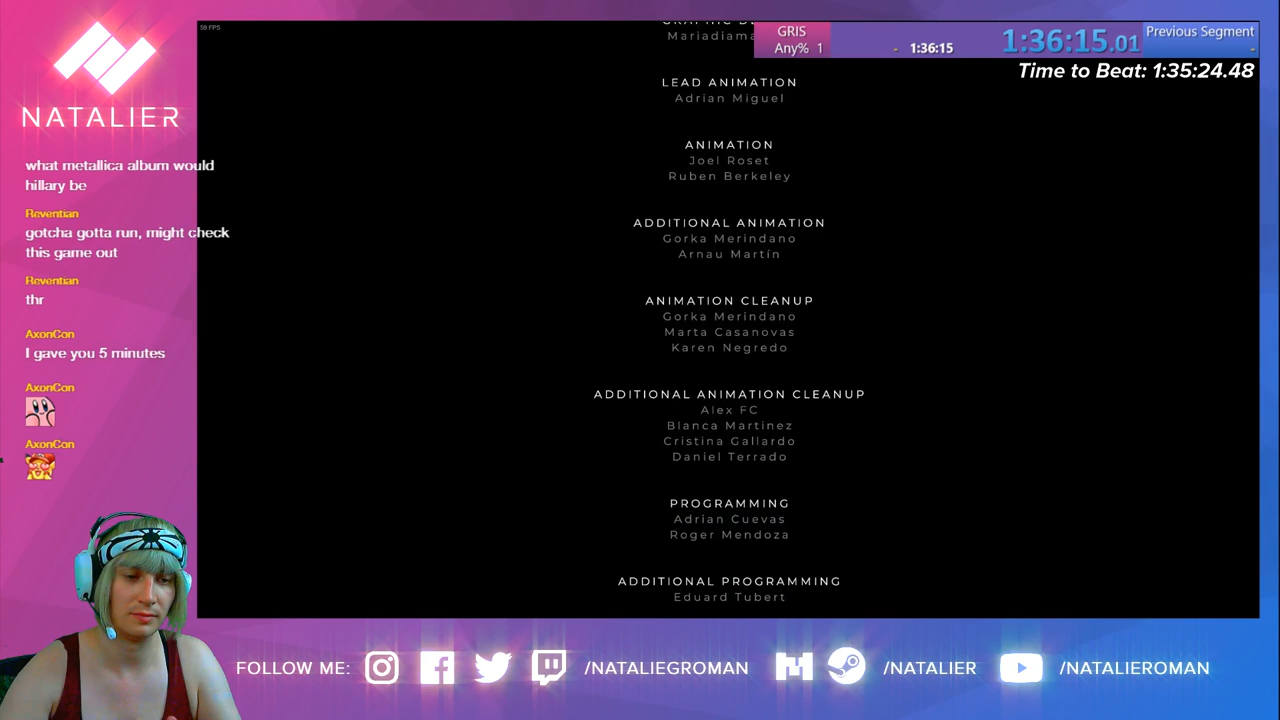 59 FPS
Mariadiama
GRIS
Any% 1
-
1:36:15
1:36:15.01
Previous Segment
-
Time to Beat: 1:35:24.48
NATALIER
what metallica album would
hillary be
Reventian
gotcha gotta run, might check
this game out
Reventian
thr
AxonCon
I gave you 5 minutes
AxonCon
AxonCon
LEAD ANIMATION
Adrian Miguel
ANIMATION
Joel Roset
Ruben Berkeley
ADDITIONAL ANIMATION
Gorka Merindano
Arnau Martín
ANIMATION CLEANUP
Gorka Merindano
Marta Casanovas
Karen Negredo
ADDITIONAL ANIMATION CLEANUP
Alex FC
Blanca Martinez
Cristina Gallardo
Daniel Terrado
PROGRAMMING
Adrian Cuevas
Roger Mendoza
ADDITIONAL PROGRAMMING
Eduard Tubert
FOLLOW ME: /NATALIEGROMAN /NATALIER /NATALIEROMAN